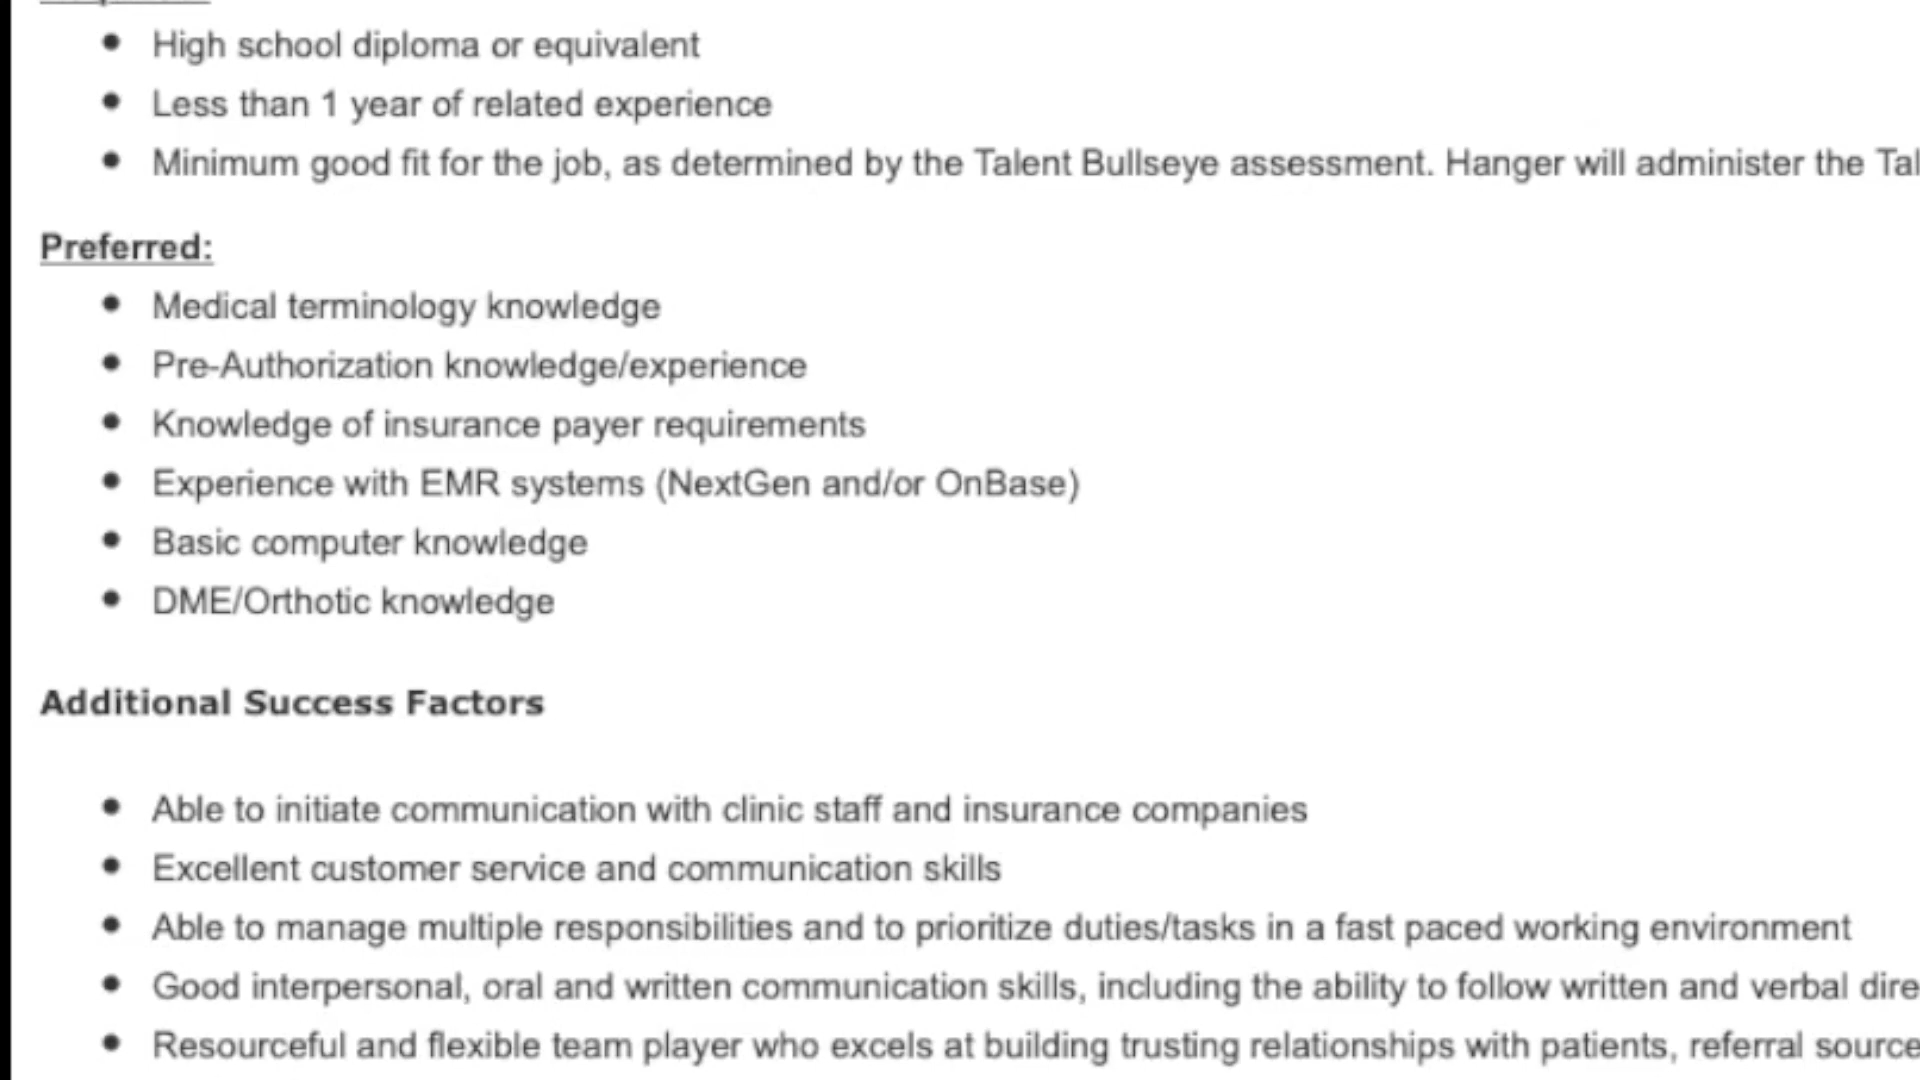 • High school diploma or equivalent
• Less than 1 year of related experience
• Minimum good fit for the job, as determined by the Talent Bullseye assessment. Hanger will administer the Tal
Preferred:
• Medical terminology knowledge
• Pre-Authorization knowledge/experience
• Knowledge of insurance payer requirements
• Experience with EMR systems (NextGen and/or OnBase)
• Basic computer knowledge
• DME/Orthotic knowledge
Additional Success Factors
• Able to initiate communication with clinic staff and insurance companies
• Excellent customer service and communication skills
• Able to manage multiple responsibilities and to prioritize duties/tasks in a fast paced working environment
• Good interpersonal, oral and written communication skills, including the ability to follow written and verbal dire
• Resourceful and flexible team player who excels at building trusting relationships with patients, referral source